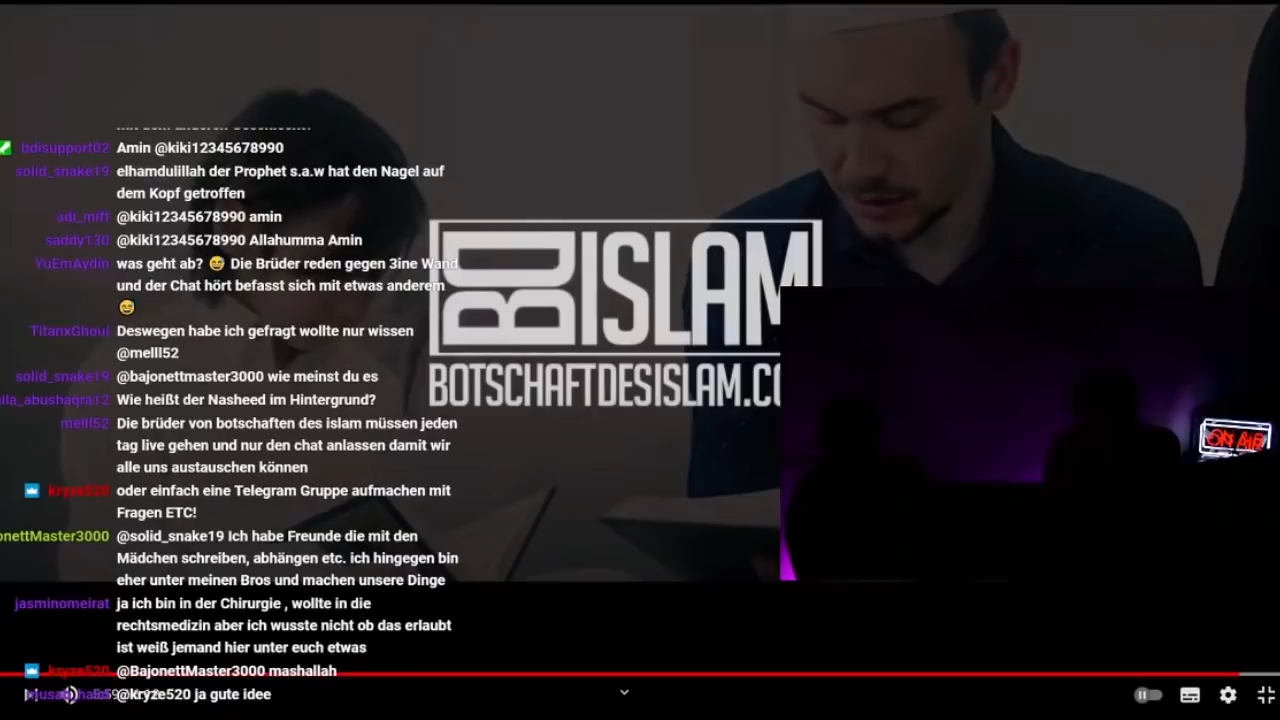 bdisupport02 Amin @kiki12345678990
solid_snake19 elhamdulillah der Prophet s.a.w hat den Nagel auf
dem Kopf getroffen
adi_mift @kiki12345678990 amin
saddy130 @kiki12345678990 Allahumma Amin
YuEmAydin was geht ab? 😅 Die Brüder reden gegen 3ine Wand
und der Chat hört befasst sich mit etwas anderem
😅
TitanxGhoul Deswegen habe ich gefragt wollte nur wissen
@melll52
solid_snake19 @bajonettmaster3000 wie meinst du es
ila_abushaqra12 Wie heißt der Nasheed im Hintergrund?
melll52 Die brüder von botschaften des islam müssen jeden
tag live gehen und nur den chat anlassen damit wir
alle uns austauschen können
kryze520 oder einfach eine Telegram Gruppe aufmachen mit
Fragen ETC!
onettMaster3000 @solid_snake19 Ich habe Freunde die mit den
Mädchen schreiben, abhängen etc. ich hingegen bin
eher unter meinen Bros und machen unsere Dinge
jasminomeirat ja ich bin in der Chirurgie , wollte in die
rechtsmedizin aber ich wusste nicht ob das erlaubt
ist weiß jemand hier unter euch etwas
kryze520 @BajonettMaster3000 mashallah
@kryze520 ja gute idee
BD ISLAM
BOTSCHAFTDESISLAM.CO
ON AIR